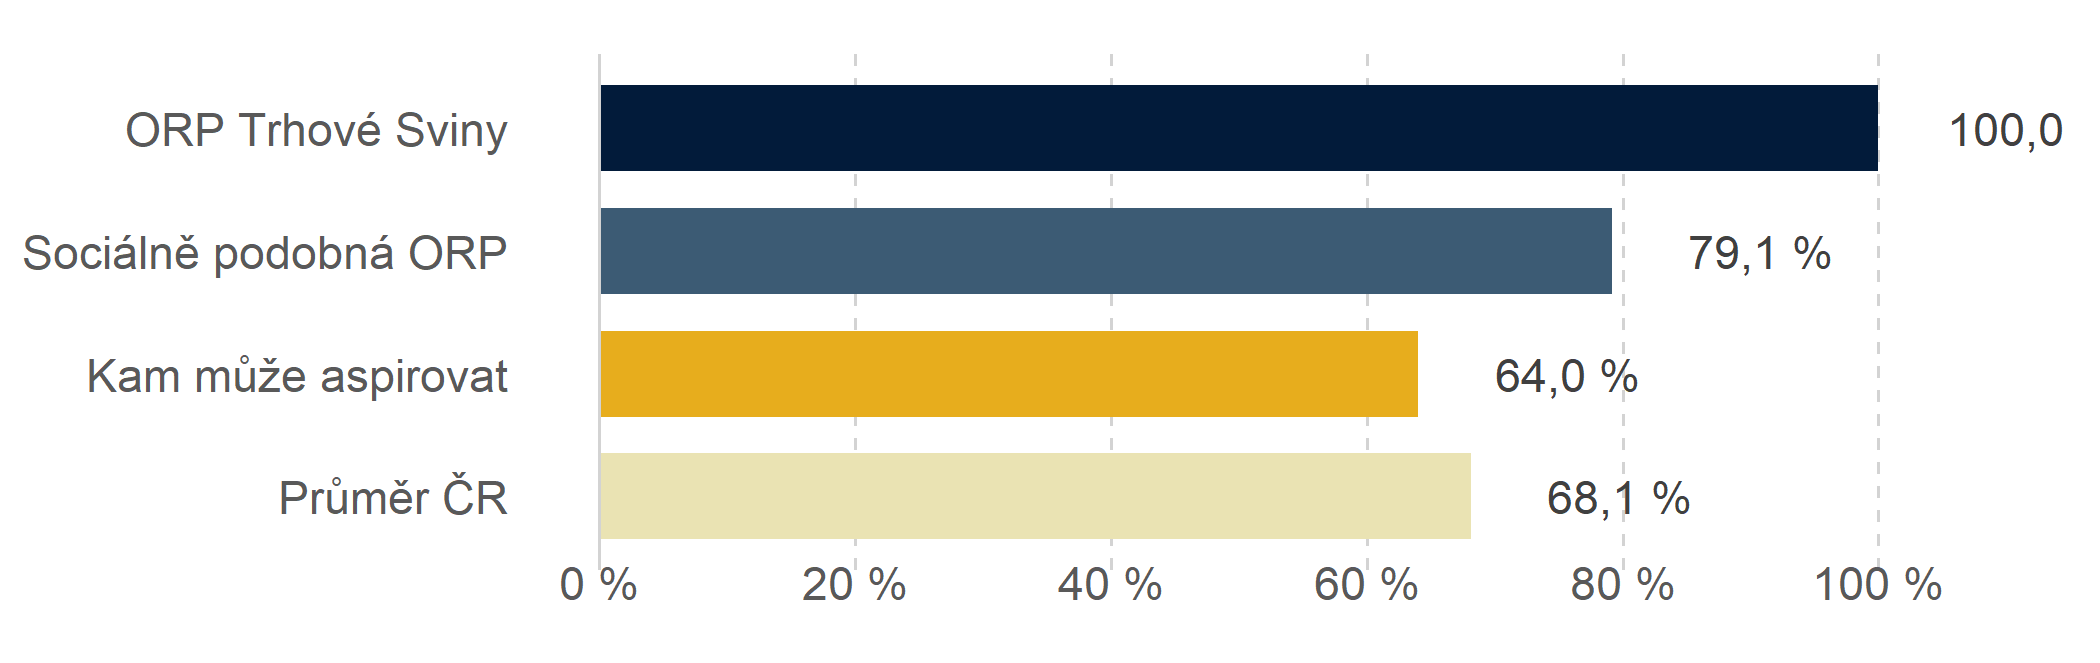 ORP Trhové Sviny 100,0
Sociálně podobná ORP 79,1 %
Kam může aspirovat 64,0 %
Průměr ČR 68,1 %
0 % 20 % 40 % 60 % 80 % 100 %